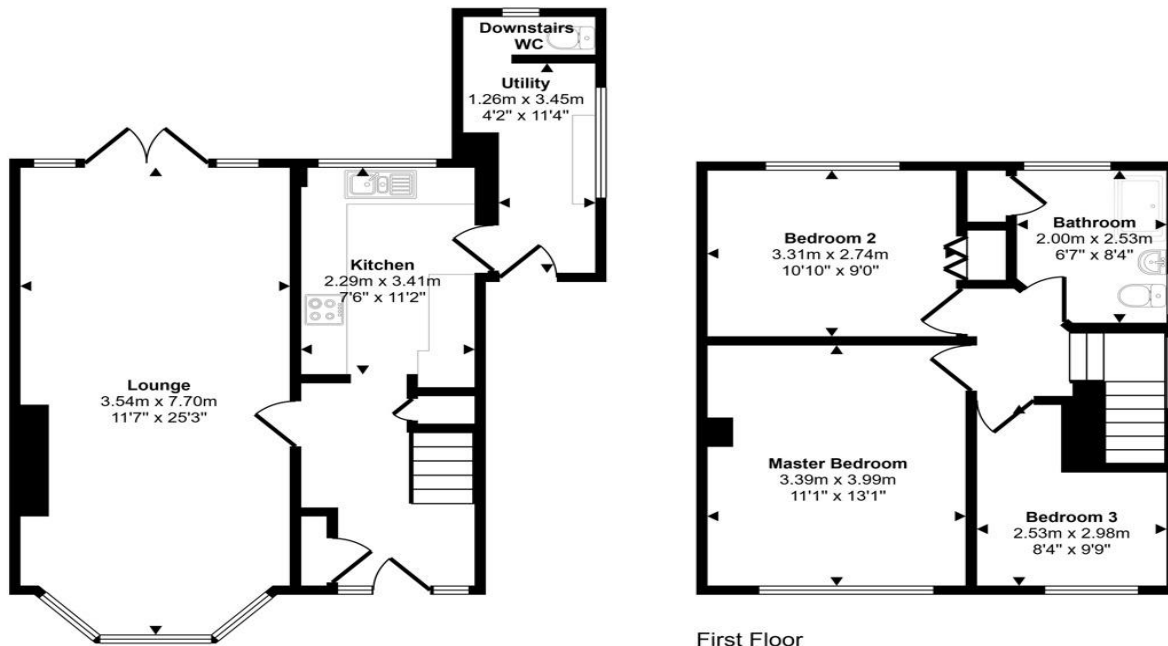 Downstairs
WC
Utility
1.26m x 3.45m
4'2" x 11'4"
Kitchen
2.29m x 3.41m
7'6" x 11'2"
Lounge
3.54m x 7.70m
11'7" x 25'3"
Bedroom 2
3.31m x 2.74m
10'10" x 9'0"
Bathroom
2.00m x 2.53m
6'7" x 8'4"
Master Bedroom
3.39m x 3.99m
11'1" x 13'1"
Bedroom 3
2.53m x 2.98m
8'4" x 9'9"
First Floor